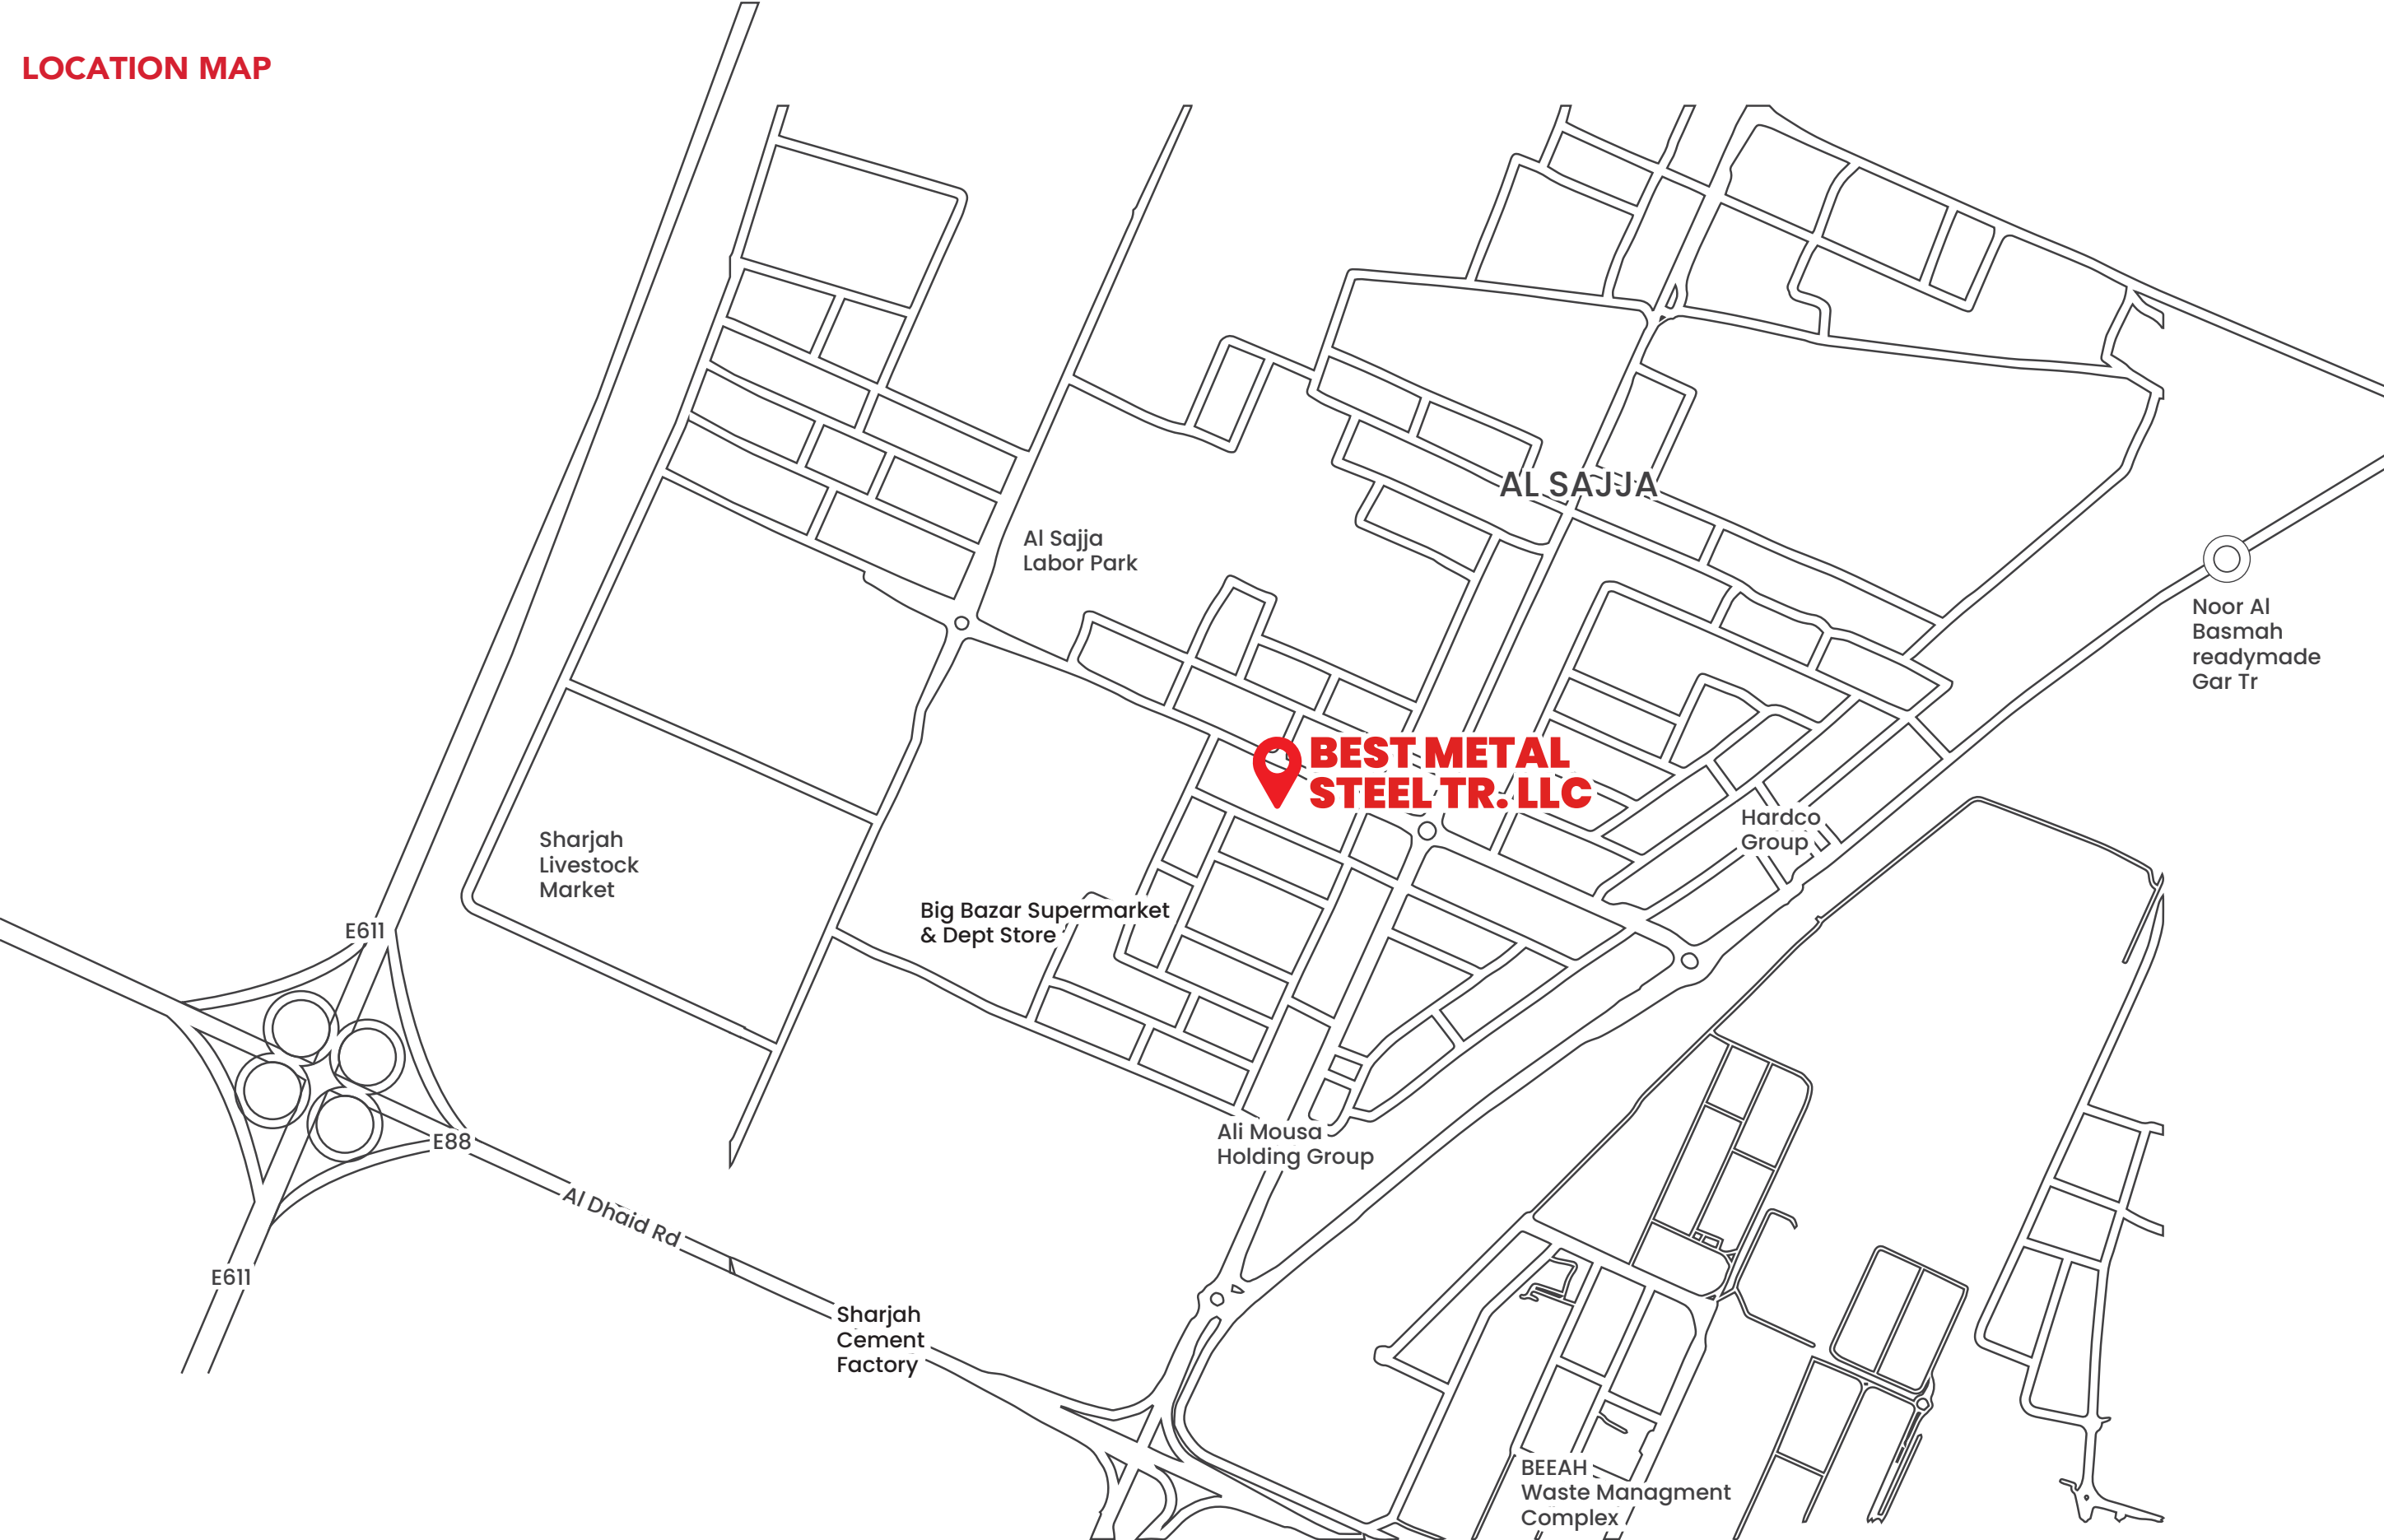 LOCATION MAP
AL SAJJA
Al Sajja
Labor Park
Noor Al
Basmah
readymade
Gar Tr
BEST METAL
STEEL TR. LLC
Hardco
Group
Sharjah
Livestock
Market
Big Bazar Supermarket
& Dept Store
E611
Ali Mousa
Holding Group
E88
Al Dhaid Rd
E611
Sharjah
Cement
Factory
BEEAH
Waste Managment
Complex